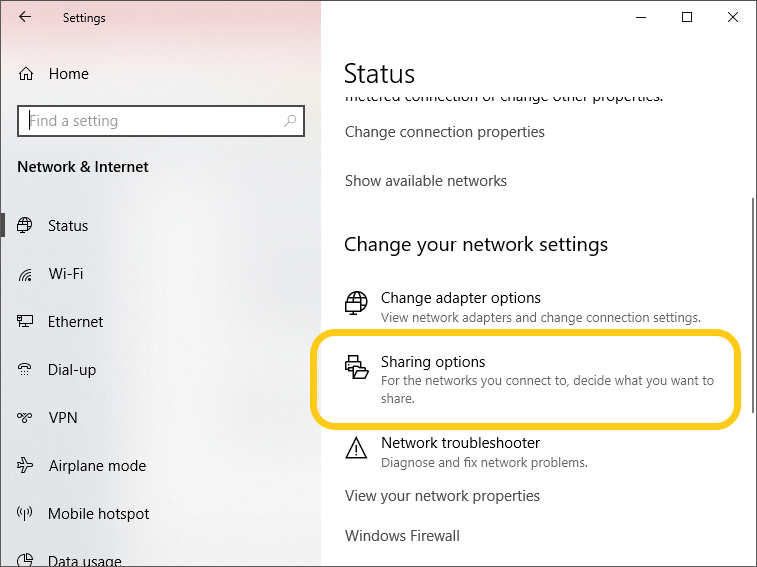 Settings
Home
Find a setting
Network & Internet
Status
Wi-Fi
Ethernet
Dial-up
VPN
Airplane mode
Mobile hotspot
Data usage
Status
metered connection or change other properties.
Change connection properties
Show available networks
Change your network settings
Change adapter options
View network adapters and change connection settings.
Sharing options
For the networks you connect to, decide what you want to
share.
Network troubleshooter
Diagnose and fix network problems.
View your network properties
Windows Firewall